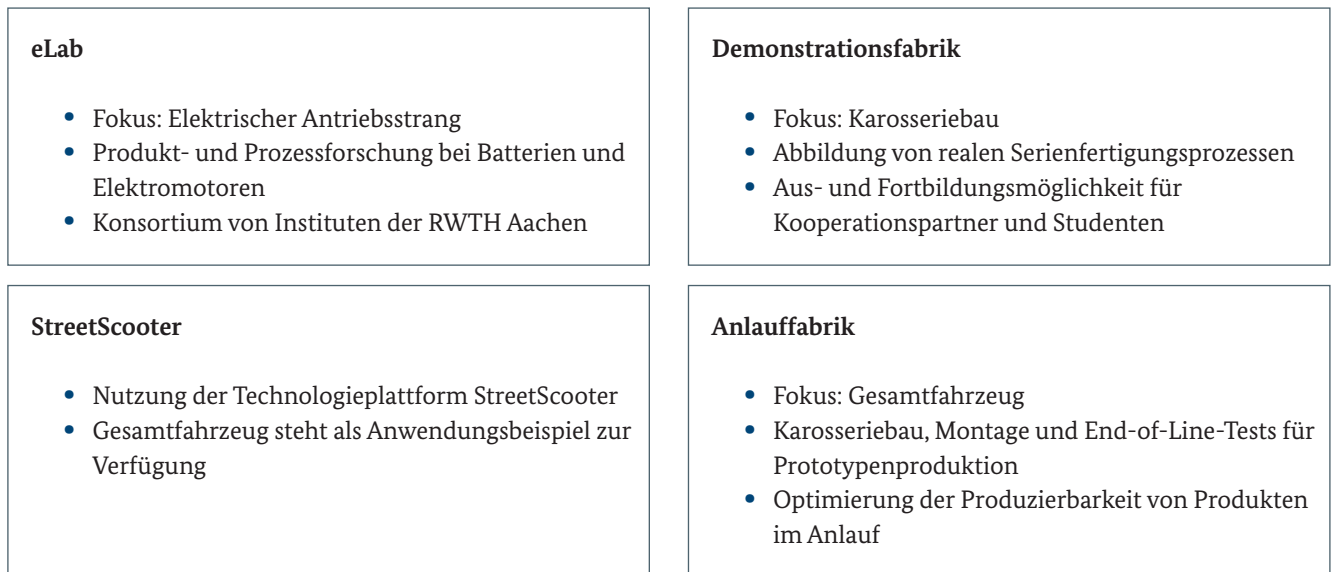 eLab
• Fokus: Elektrischer Antriebsstrang
• Produkt- und Prozessforschung bei Batterien und
Elektromotoren
• Konsortium von Instituten der RWTH Aachen
Demonstrationsfabrik
• Fokus: Karosseriebau
• Abbildung von realen Serienfertigungsprozessen
• Aus- und Fortbildungsmöglichkeit für
Kooperationspartner und Studenten
StreetScooter
• Nutzung der Technologieplattform StreetScooter
• Gesamtfahrzeug steht als Anwendungsbeispiel zur
Verfügung
Anlauffabrik
• Fokus: Gesamtfahrzeug
• Karosseriebau, Montage und End-of-Line-Tests für
Prototypenproduktion
• Optimierung der Produzierbarkeit von Produkten
im Anlauf